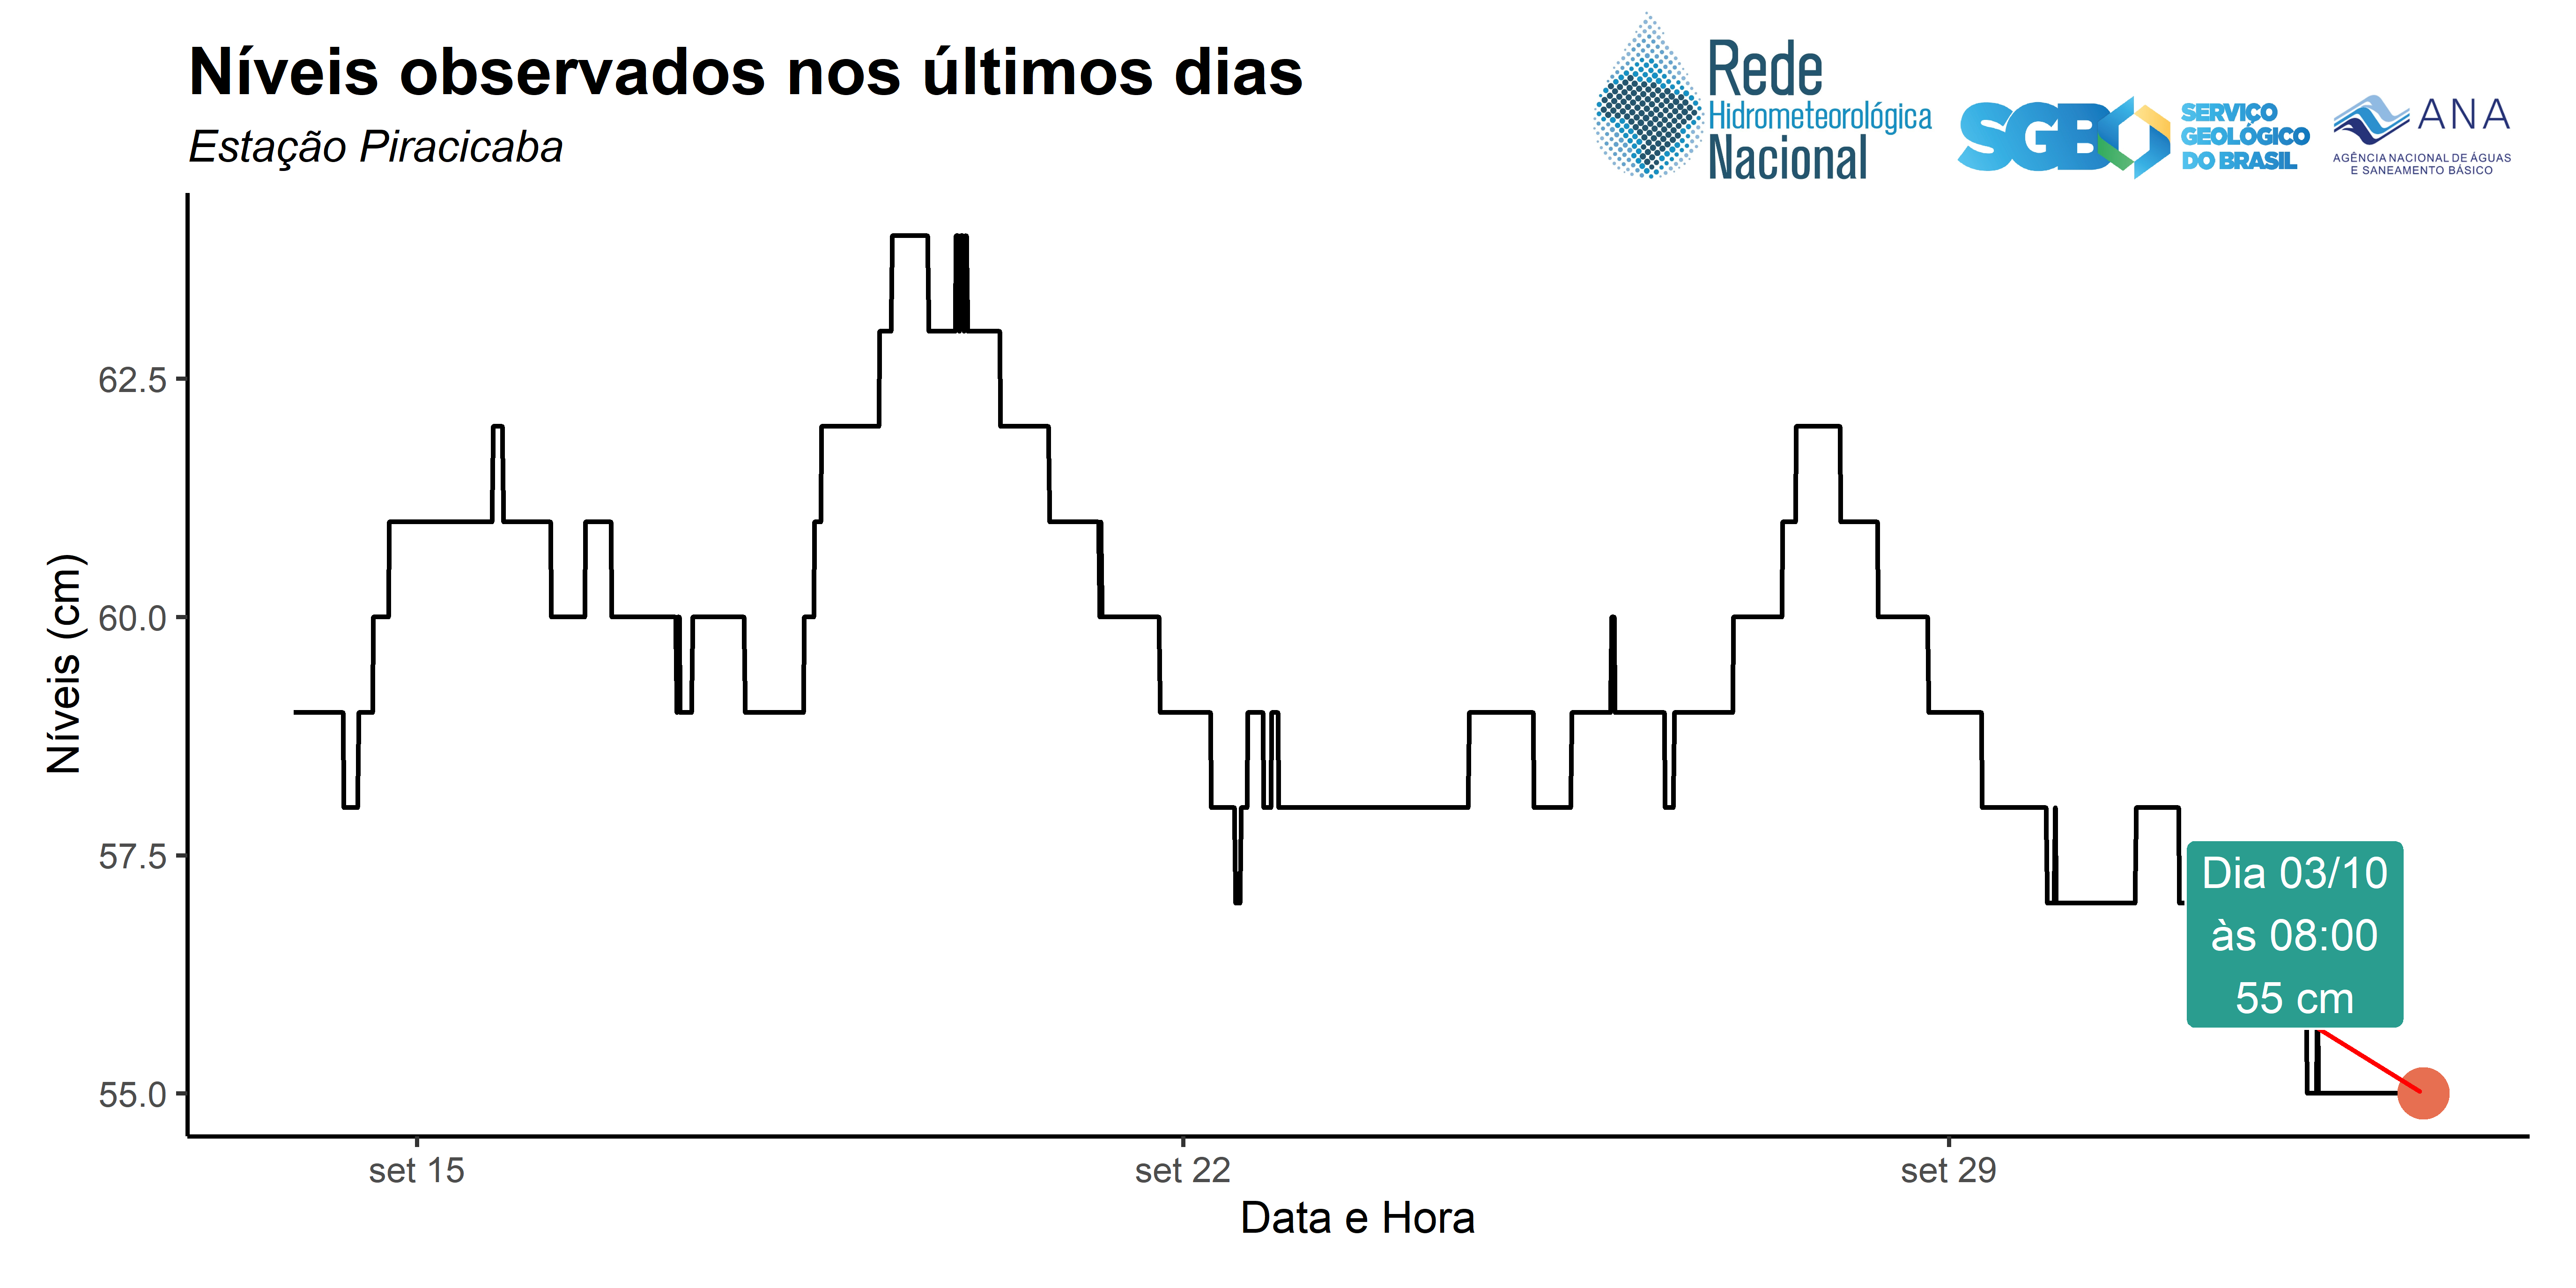 Níveis observados nos últimos dias
Estação Piracicaba
Rede
Hidrometeorológica
Nacional
SGB
SERVIÇO
GEOLÓGICO
DO BRASIL
ANA
AGÊNCIA NACIONAL DE ÁGUAS
E SANEAMENTO BÁSICO
Níveis (cm)
62.5
60.0
57.5
55.0
Dia 03/10
às 08:00
55 cm
set 15
set 22
set 29
Data e Hora